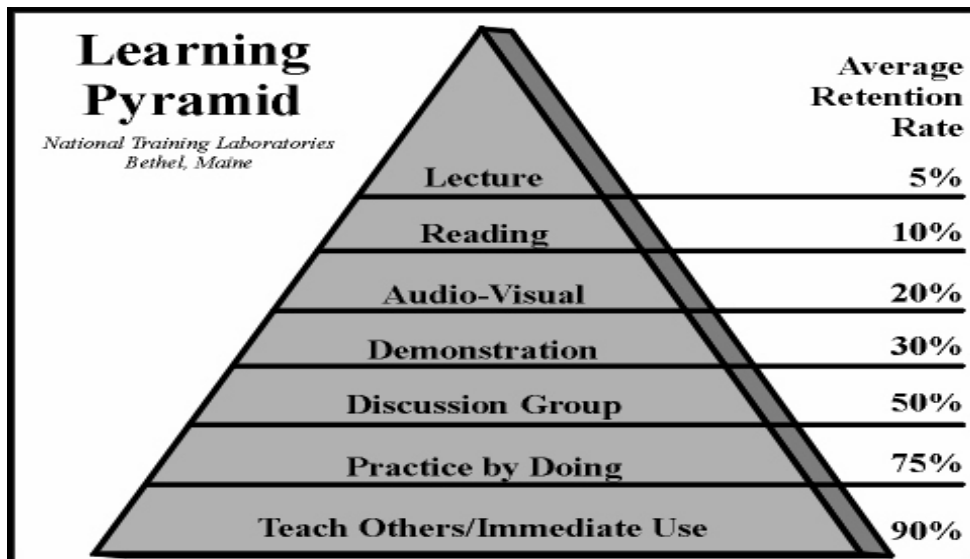 Learning
Pyramid
National Training Laboratories
Bethel, Maine
Average
Retention
Rate
Lecture 5%
Reading 10%
Audio-Visual 20%
Demonstration 30%
Discussion Group 50%
Practice by Doing 75%
Teach Others/Immediate Use 90%